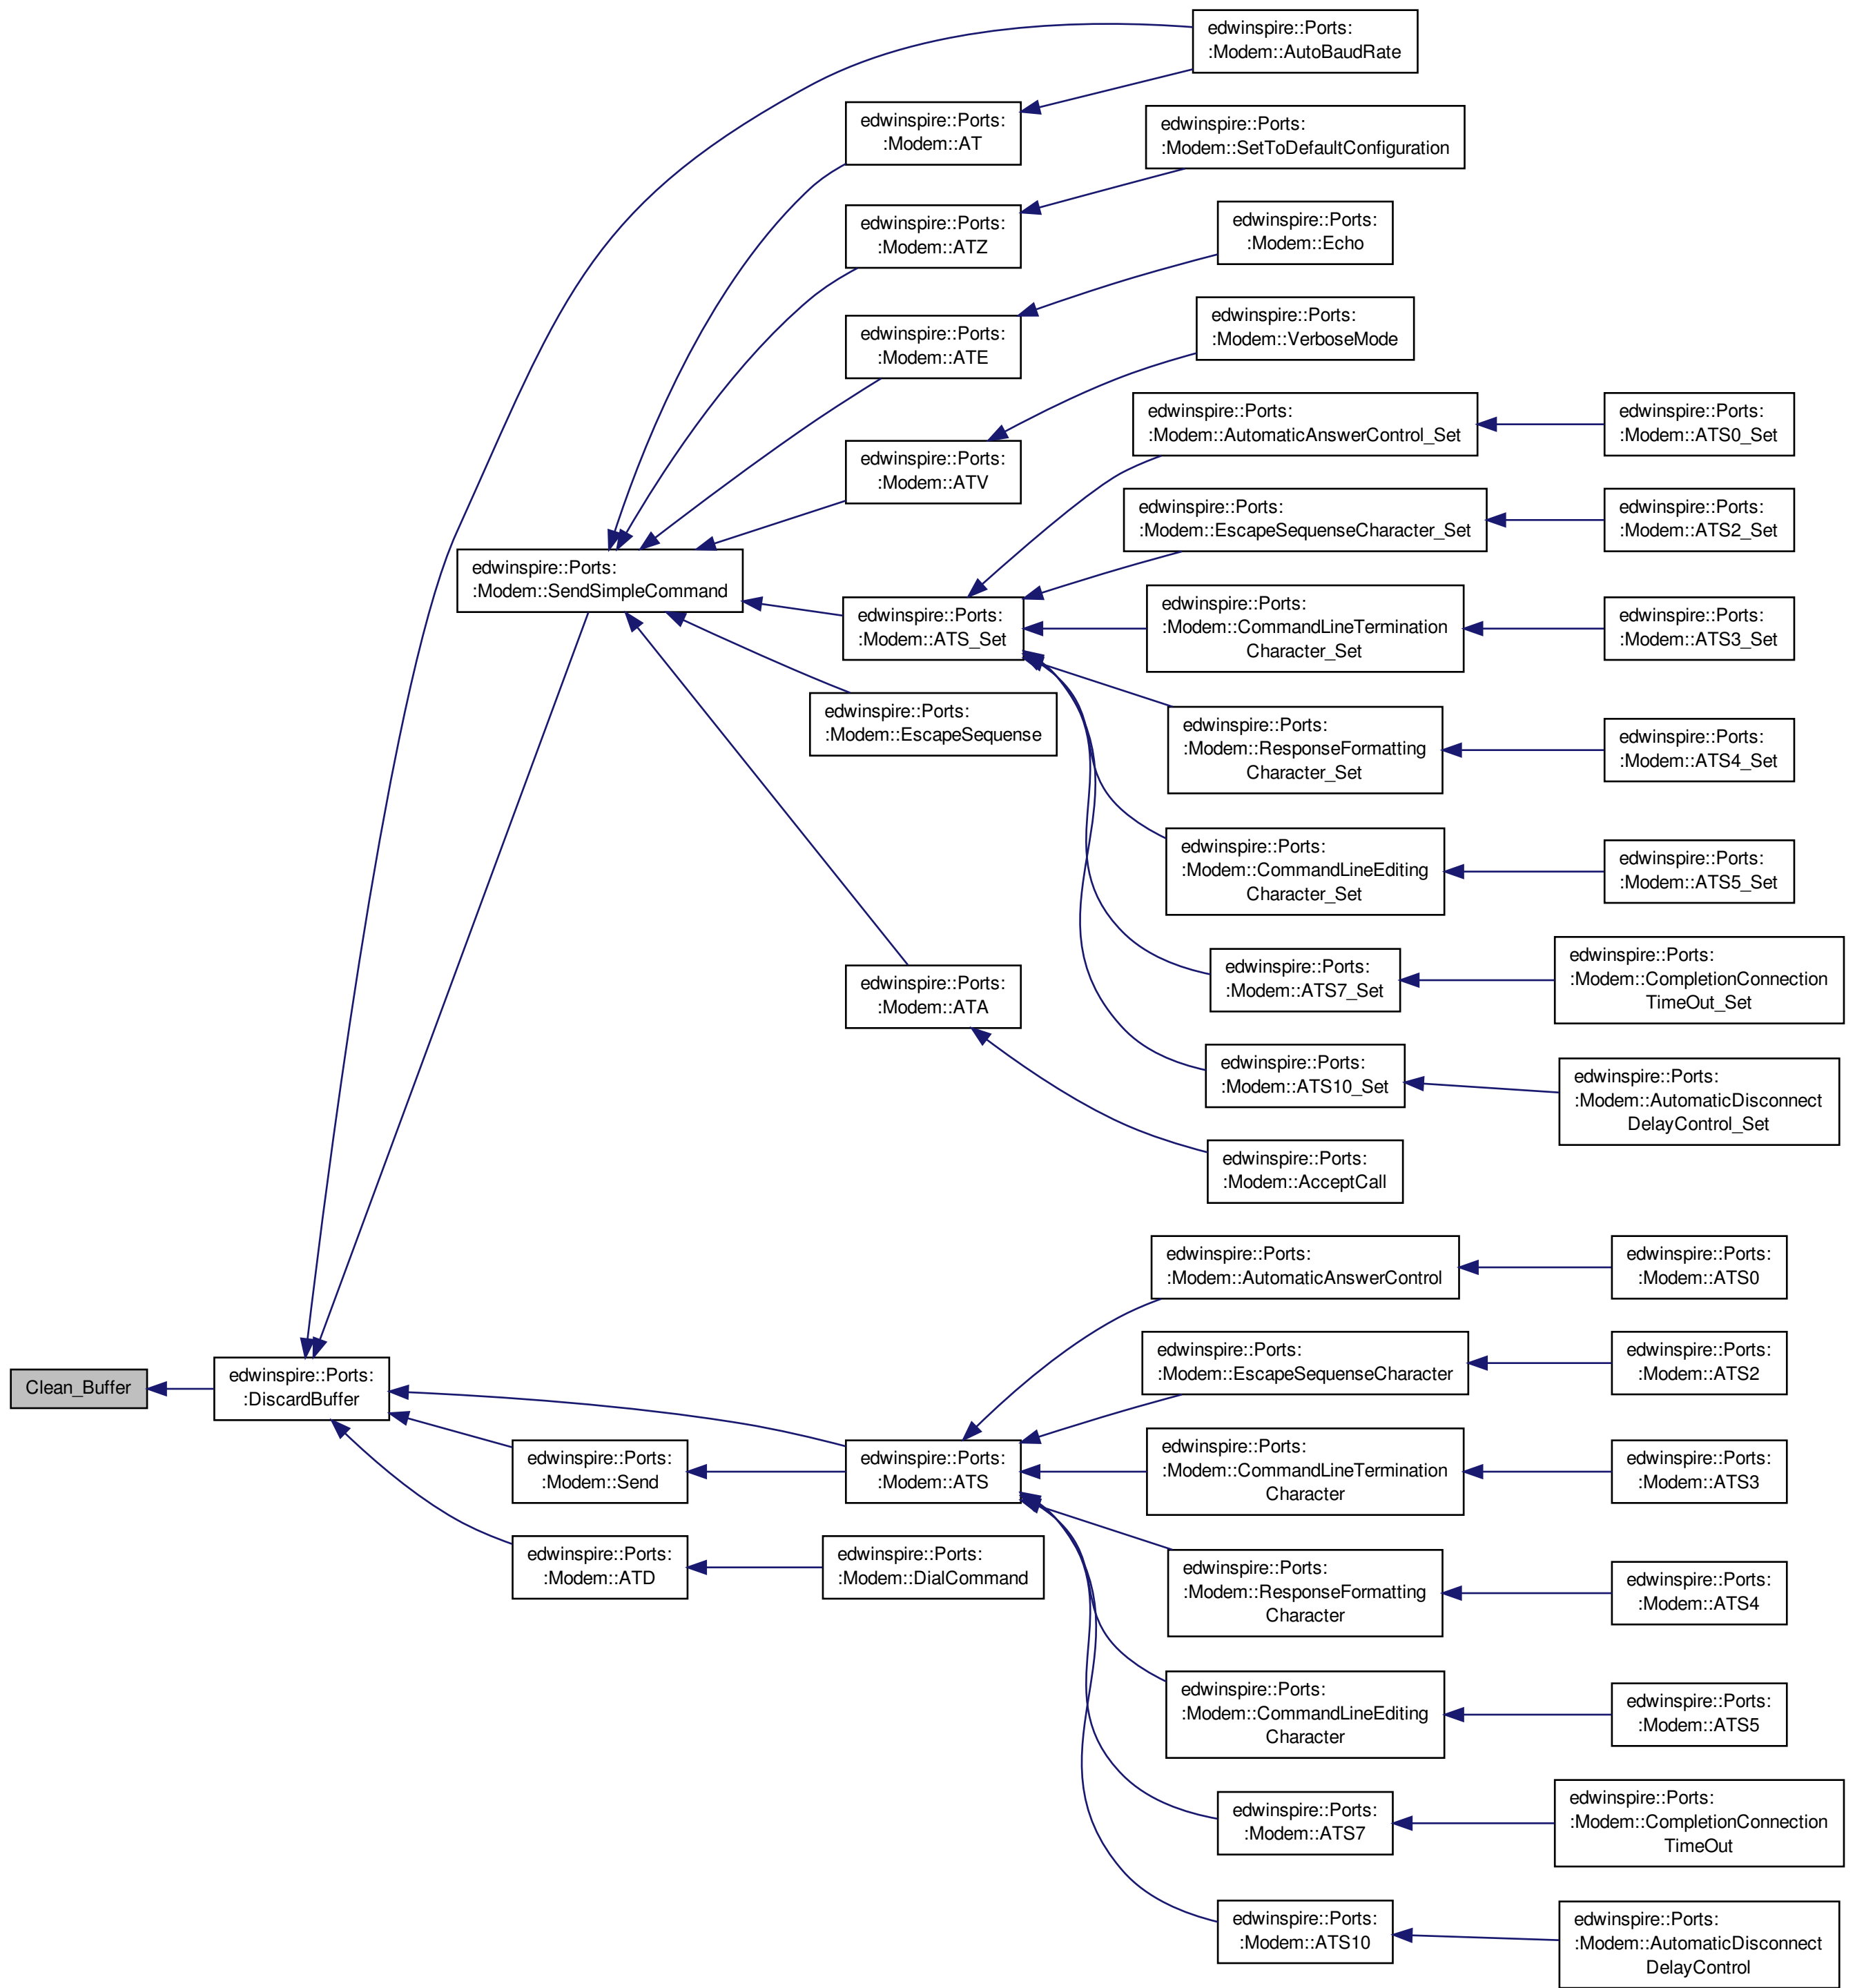 edwinspire::Ports:
:Modem::AutoBaudRate
edwinspire::Ports:
:Modem::AT
edwinspire::Ports:
:Modem::SetToDefaultConfiguration
edwinspire::Ports:
:Modem::ATZ
edwinspire::Ports:
:Modem::Echo
edwinspire::Ports:
:Modem::ATE
edwinspire::Ports:
:Modem::VerboseMode
edwinspire::Ports:
:Modem::ATV
edwinspire::Ports:
:Modem::AutomaticAnswerControl_Set
edwinspire::Ports:
:Modem::ATS0_Set
edwinspire::Ports:
:Modem::EscapeSequenseCharacter_Set
edwinspire::Ports:
:Modem::ATS2_Set
edwinspire::Ports:
:Modem::SendSimpleCommand
edwinspire::Ports:
:Modem::ATS_Set
edwinspire::Ports:
:Modem::CommandLineTermination
Character_Set
edwinspire::Ports:
:Modem::ATS3_Set
edwinspire::Ports:
:Modem::EscapeSequense
edwinspire::Ports:
:Modem::ResponseFormatting
Character_Set
edwinspire::Ports:
:Modem::ATS4_Set
edwinspire::Ports:
:Modem::CommandLineEditing
Character_Set
edwinspire::Ports:
:Modem::ATS5_Set
edwinspire::Ports:
:Modem::ATA
edwinspire::Ports:
:Modem::ATS7_Set
edwinspire::Ports:
:Modem::CompletionConnection
TimeOut_Set
edwinspire::Ports:
:Modem::ATS10_Set
edwinspire::Ports:
:Modem::AutomaticDisconnect
DelayControl_Set
edwinspire::Ports:
:Modem::AcceptCall
edwinspire::Ports:
:Modem::AutomaticAnswerControl
edwinspire::Ports:
:Modem::ATS0
Clean_Buffer
edwinspire::Ports:
:DiscardBuffer
edwinspire::Ports:
:Modem::EscapeSequenseCharacter
edwinspire::Ports:
:Modem::ATS2
edwinspire::Ports:
:Modem::Send
edwinspire::Ports:
:Modem::ATS
edwinspire::Ports:
:Modem::CommandLineTermination
Character
edwinspire::Ports:
:Modem::ATS3
edwinspire::Ports:
:Modem::ATD
edwinspire::Ports:
:Modem::DialCommand
edwinspire::Ports:
:Modem::ResponseFormatting
Character
edwinspire::Ports:
:Modem::ATS4
edwinspire::Ports:
:Modem::CommandLineEditing
Character
edwinspire::Ports:
:Modem::ATS5
edwinspire::Ports:
:Modem::ATS7
edwinspire::Ports:
:Modem::CompletionConnection
TimeOut
edwinspire::Ports:
:Modem::ATS10
edwinspire::Ports:
:Modem::AutomaticDisconnect
DelayControl